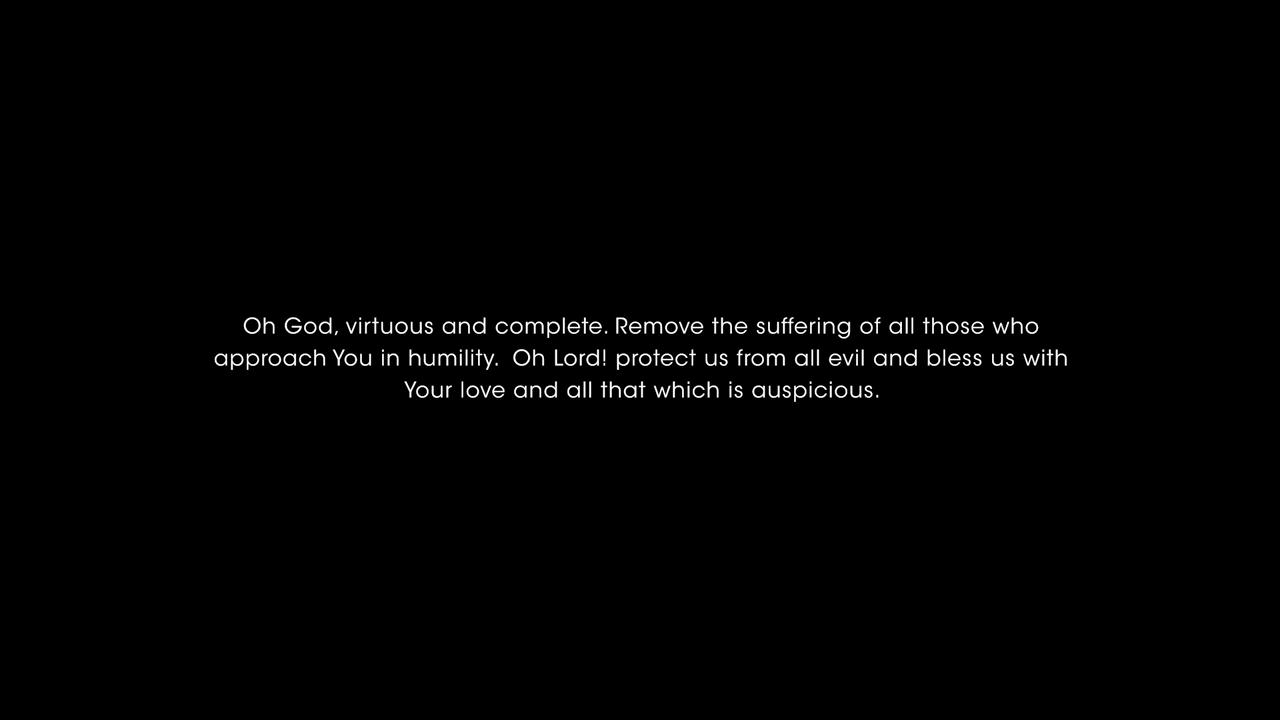 Oh God, virtuous and complete. Remove the suffering of all those who
approach You in humility.  Oh Lord! protect us from all evil and bless us with
Your love and all that which is auspicious.